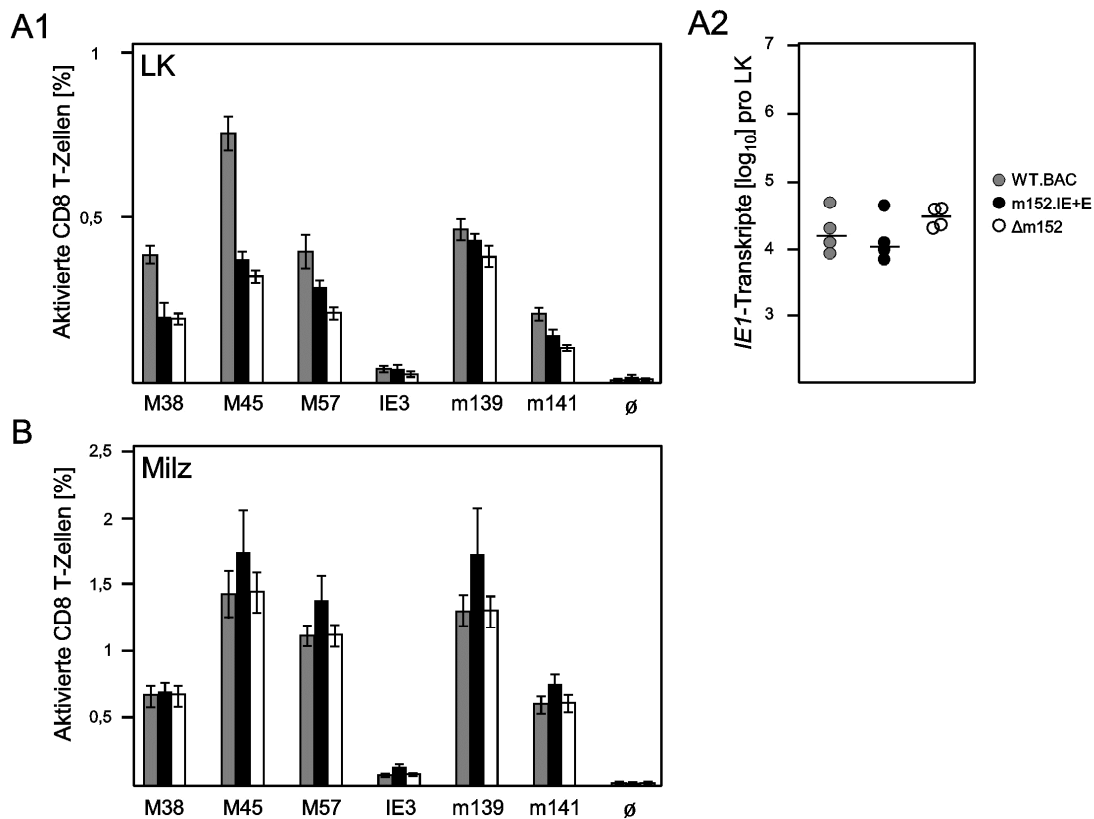 A1
LK
Aktivierte CD8 T-Zellen [%]
1
0,5
M38 M45 M57 IE3 m139 m141 ø
A2
IE1-Transkripte [log10] pro LK
7
6
5
4
3
WT.BAC
m152.IE+E
Δm152
B
Milz
Aktivierte CD8 T-Zellen [%]
2,5
2
1,5
1
0,5
M38 M45 M57 IE3 m139 m141 ø